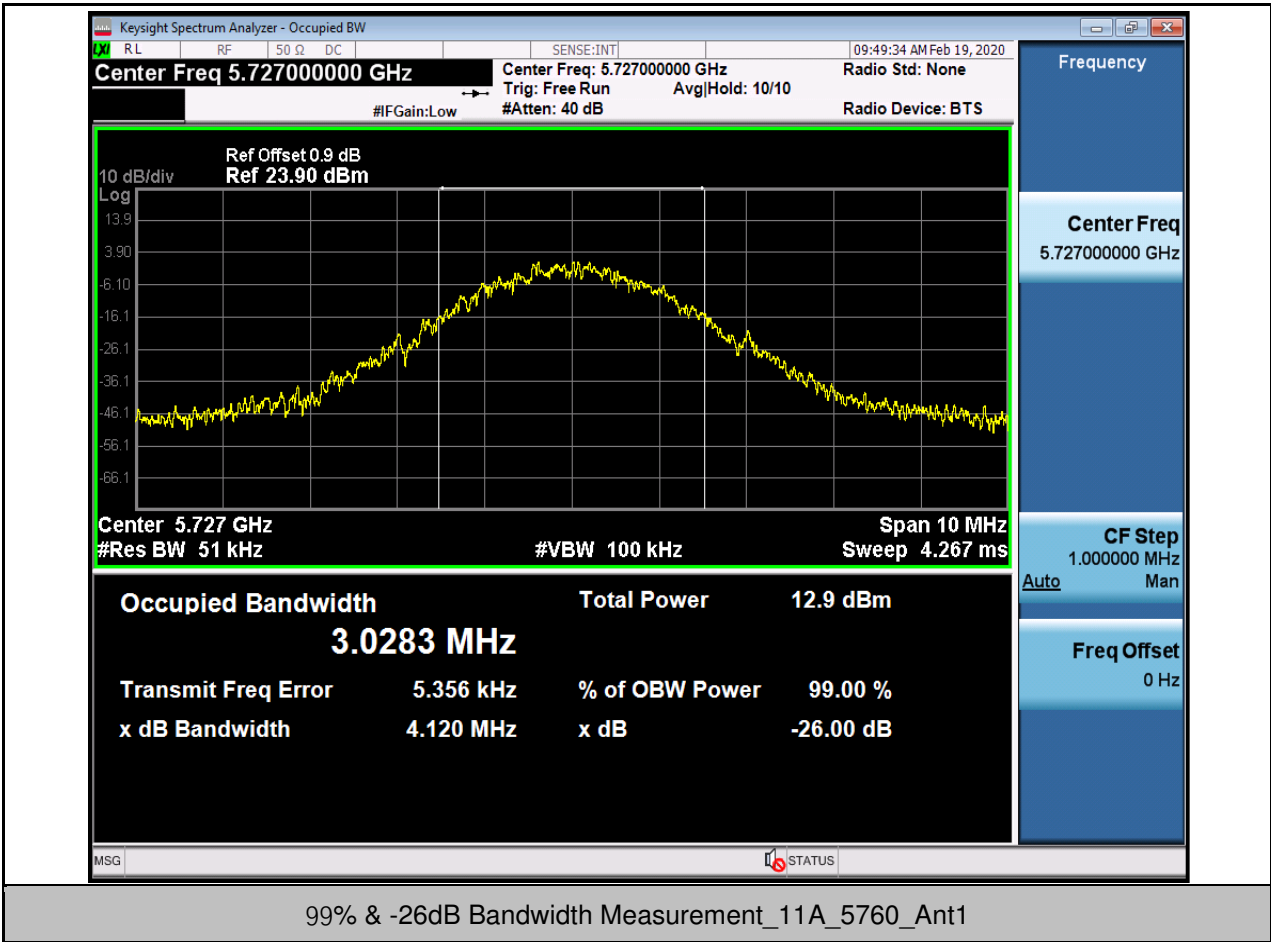 Keysight Spectrum Analyzer - Occupied BW
LXI RL RF 50 Ω DC SENSE:INT 09:49:34 AM Feb 19, 2020
Center Freq 5.727000000 GHz
#IFGain:Low
Center Freq: 5.727000000 GHz
Trig: Free Run Avg|Hold: 10/10
#Atten: 40 dB
Radio Std: None
Radio Device: BTS
Ref Offset 0.9 dB
10 dB/div Ref 23.90 dBm
Log
13.9
3.90
-6.10
-16.1
-26.1
-36.1
-46.1
-56.1
-66.1
Center 5.727 GHz Span 10 MHz
#Res BW 51 kHz #VBW 100 kHz Sweep 4.267 ms
Occupied Bandwidth Total Power 12.9 dBm
3.0283 MHz
Transmit Freq Error 5.356 kHz % of OBW Power 99.00 %
x dB Bandwidth 4.120 MHz x dB -26.00 dB
Frequency
Center Freq
5.727000000 GHz
CF Step
1.000000 MHz
Auto Man
Freq Offset
0 Hz
MSG STATUS
99% & -26dB Bandwidth Measurement_11A_5760_Ant1